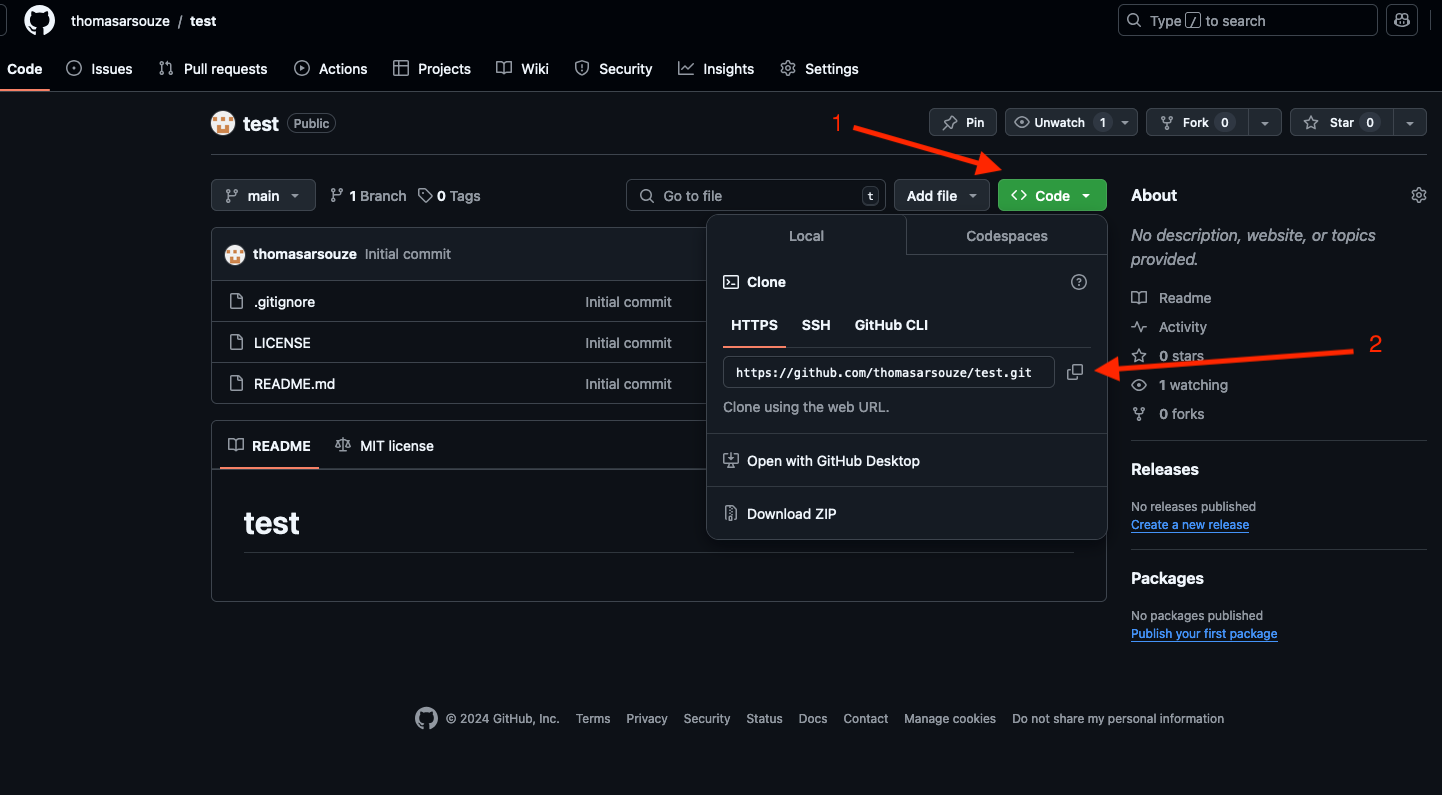 thomasarsouze / test
Type / to search
Code Issues Pull requests Actions Projects Wiki Security Insights Settings
test Public
1
Pin Unwatch 1 Fork 0 Star 0
main 1 Branch 0 Tags Go to file t Add file Code
Local Codespaces
Clone
HTTPS SSH GitHub CLI
https://github.com/thomasarsouze/test.git
2
Clone using the web URL.
Open with GitHub Desktop
Download ZIP
thomasarsouze Initial commit
.gitignore Initial commit
LICENSE Initial commit
README.md Initial commit
README MIT license
test
About
No description, website, or topics
provided.
Readme
Activity
0 stars
1 watching
0 forks
Releases
No releases published
Create a new release
Packages
No packages published
Publish your first package
© 2024 GitHub, Inc. Terms Privacy Security Status Docs Contact Manage cookies Do not share my personal information